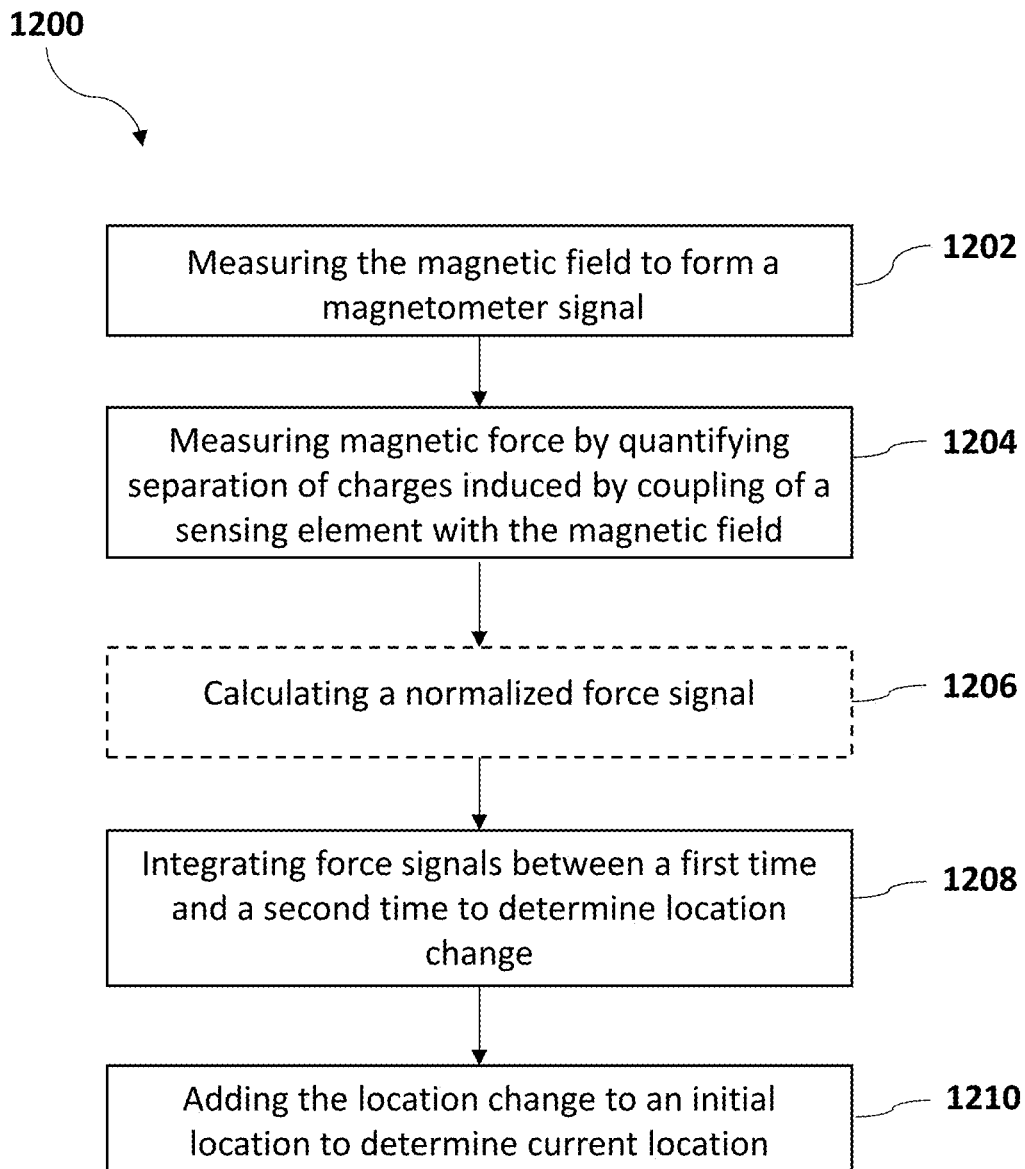 1200
Measuring the magnetic field to form a
magnetometer signal
1202
Measuring magnetic force by quantifying
separation of charges induced by coupling of a
sensing element with the magnetic field
1204
Calculating a normalized force signal
1206
Integrating force signals between a first time
and a second time to determine location
change
1208
Adding the location change to an initial
location to determine current location
1210